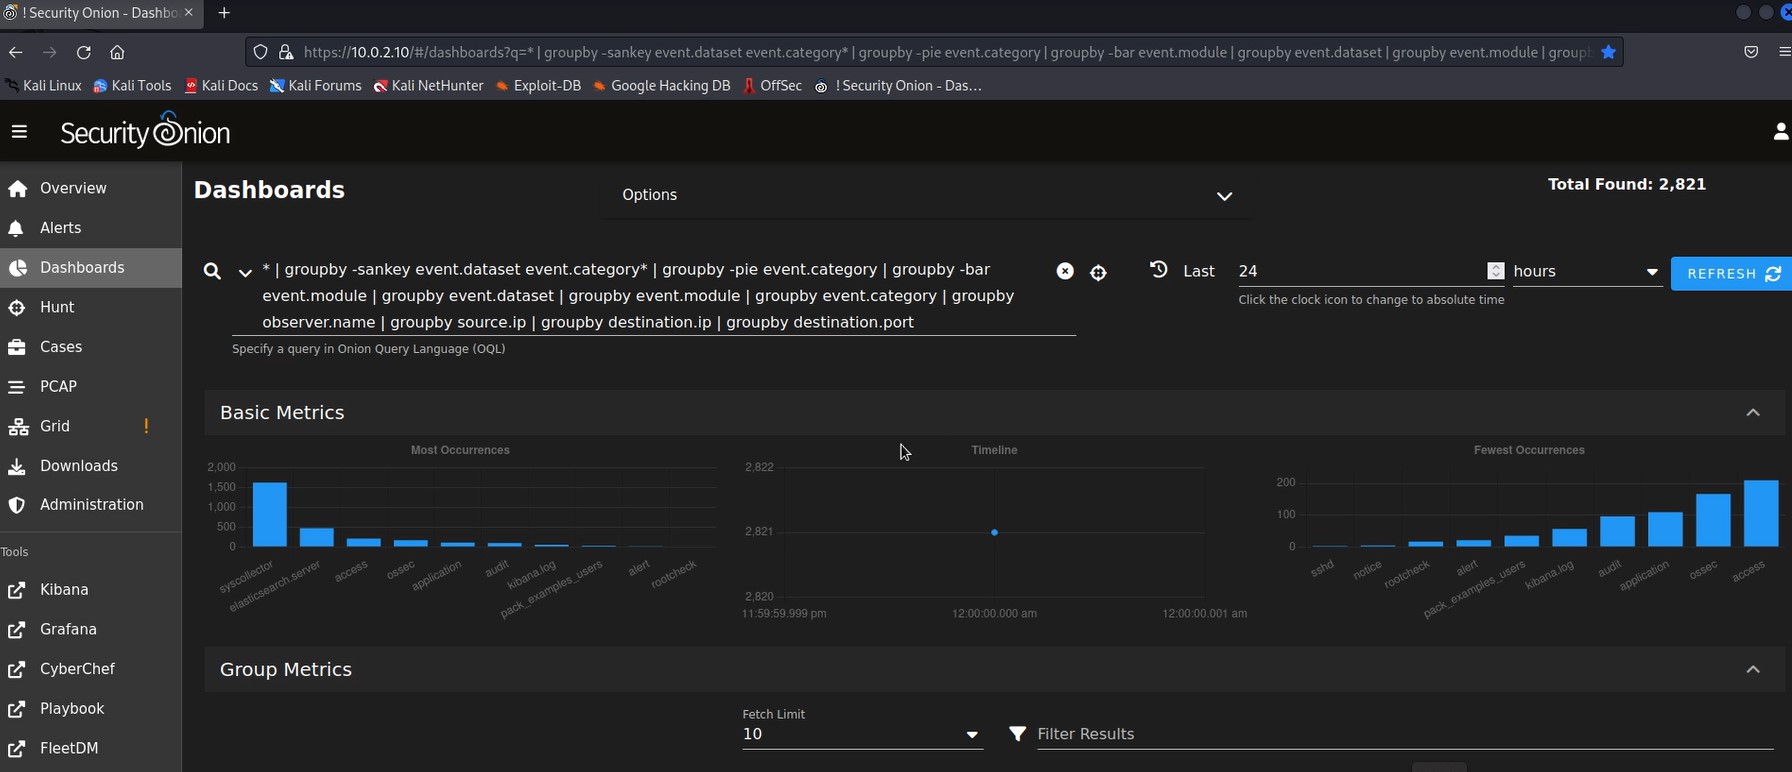 ! Security Onion - Dashbo
https://10.0.2.10/#/dashboards?q=* | groupby -sankey event.dataset event.category* | groupby -pie event.category | groupby -bar event.module | groupby event.dataset | groupby event.module | groupb
Kali Linux Kali Tools Kali Docs Kali Forums Kali NetHunter Exploit-DB Google Hacking DB OffSec ! Security Onion - Das...
Security Onion
Overview
Alerts
Dashboards
Hunt
Cases
PCAP
Grid !
Downloads
Administration
Tools
Kibana
Grafana
CyberChef
Playbook
FleetDM
Dashboards
Options
Total Found: 2,821
* | groupby -sankey event.dataset event.category* | groupby -pie event.category | groupby -bar
event.module | groupby event.dataset | groupby event.module | groupby event.category | groupby
observer.name | groupby source.ip | groupby destination.ip | groupby destination.port
Specify a query in Onion Query Language (OQL)
Last 24 hours
Click the clock icon to change to absolute time
REFRESH
Basic Metrics
Most Occurrences
2,000
1,500
1,000
500
0
syscollector
elasticsearch.server
access
ossec
application
audit
kibana.log
pack_examples_users
alert
rootcheck
Timeline
2,822
2,821
2,820
11:59:59.999 pm 12:00:00.000 am 12:00:00.001 am
Fewest Occurrences
200
100
0
sshd
notice
rootcheck
alert
pack_examples_users
kibana.log
audit
application
ossec
access
Group Metrics
Fetch Limit
10
Filter Results